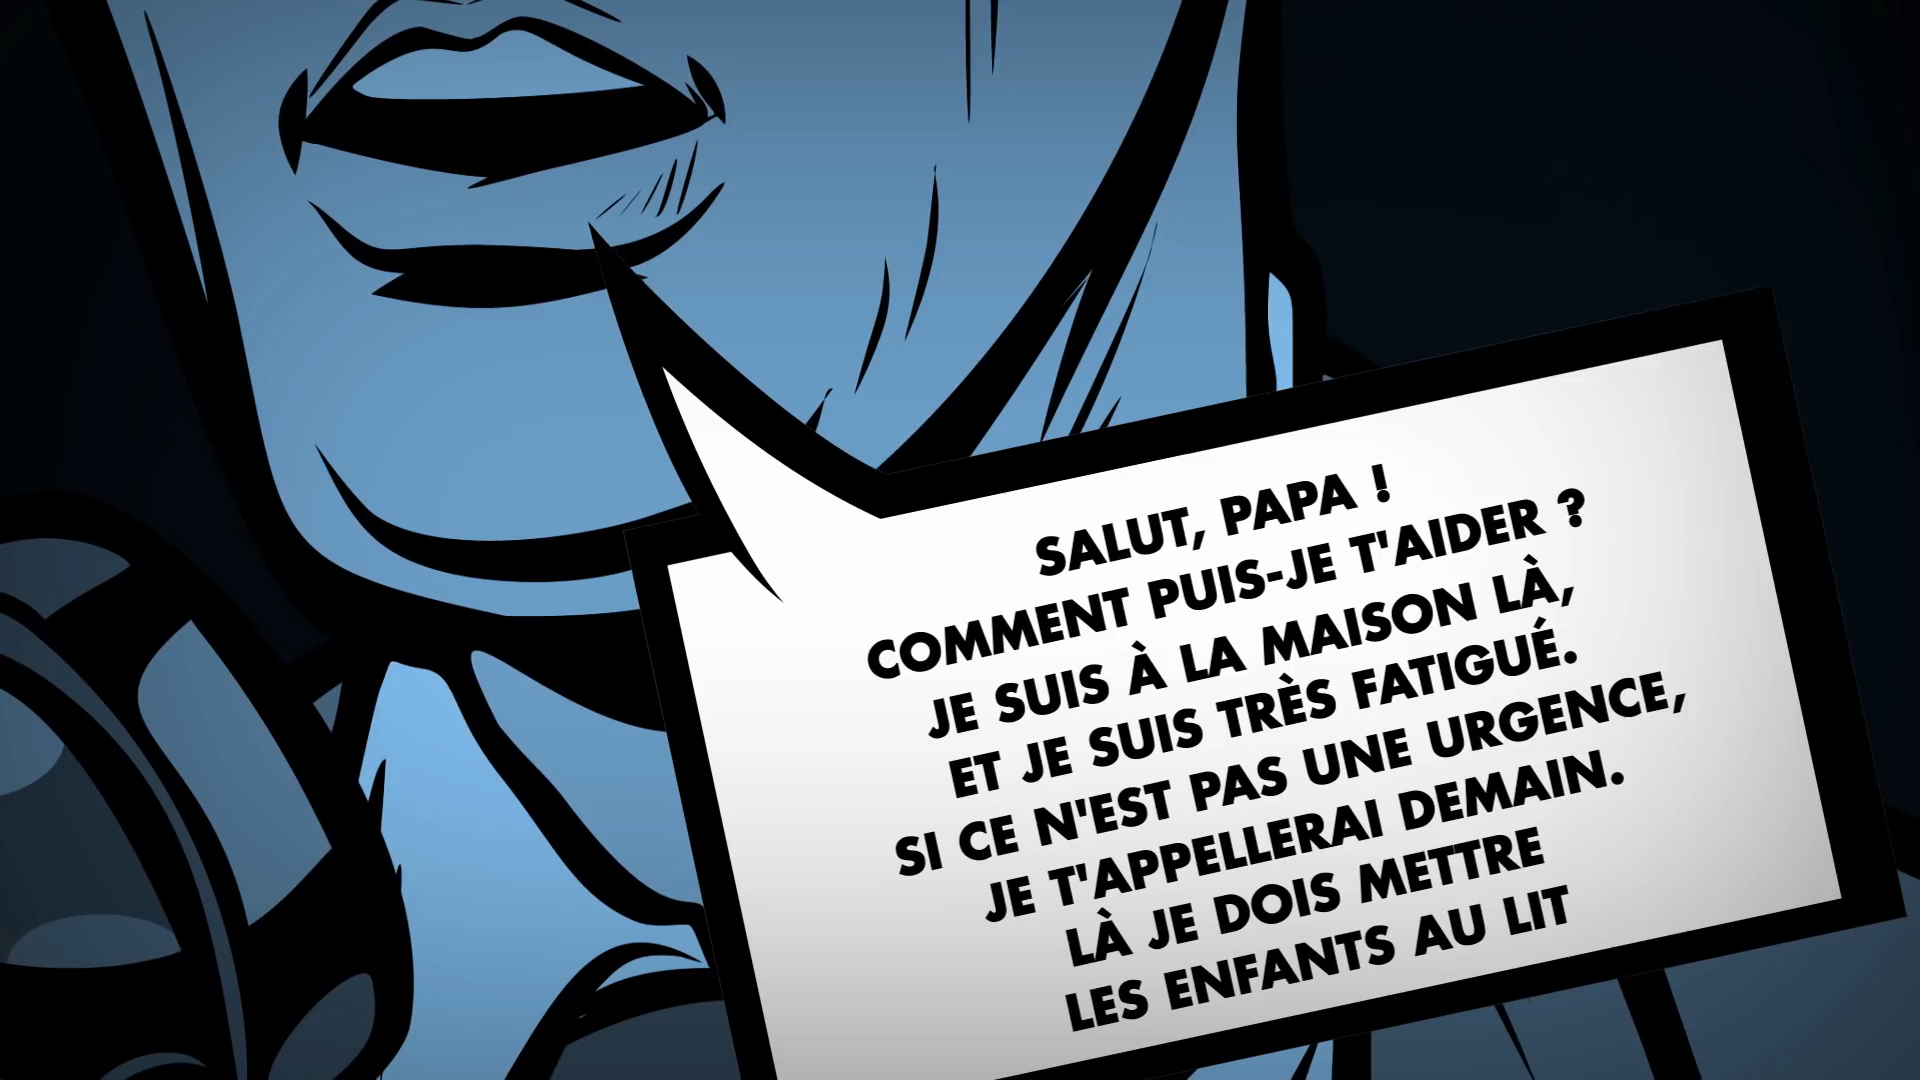 SALUT, PAPA !
COMMENT PUIS-JE T'AIDER ?
JE SUIS À LA MAISON LÀ,
ET JE SUIS TRÈS FATIGUÉ.
SI CE N'EST PAS UNE URGENCE,
JE T'APPELLERAI DEMAIN.
LÀ JE DOIS METTRE
LES ENFANTS AU LIT